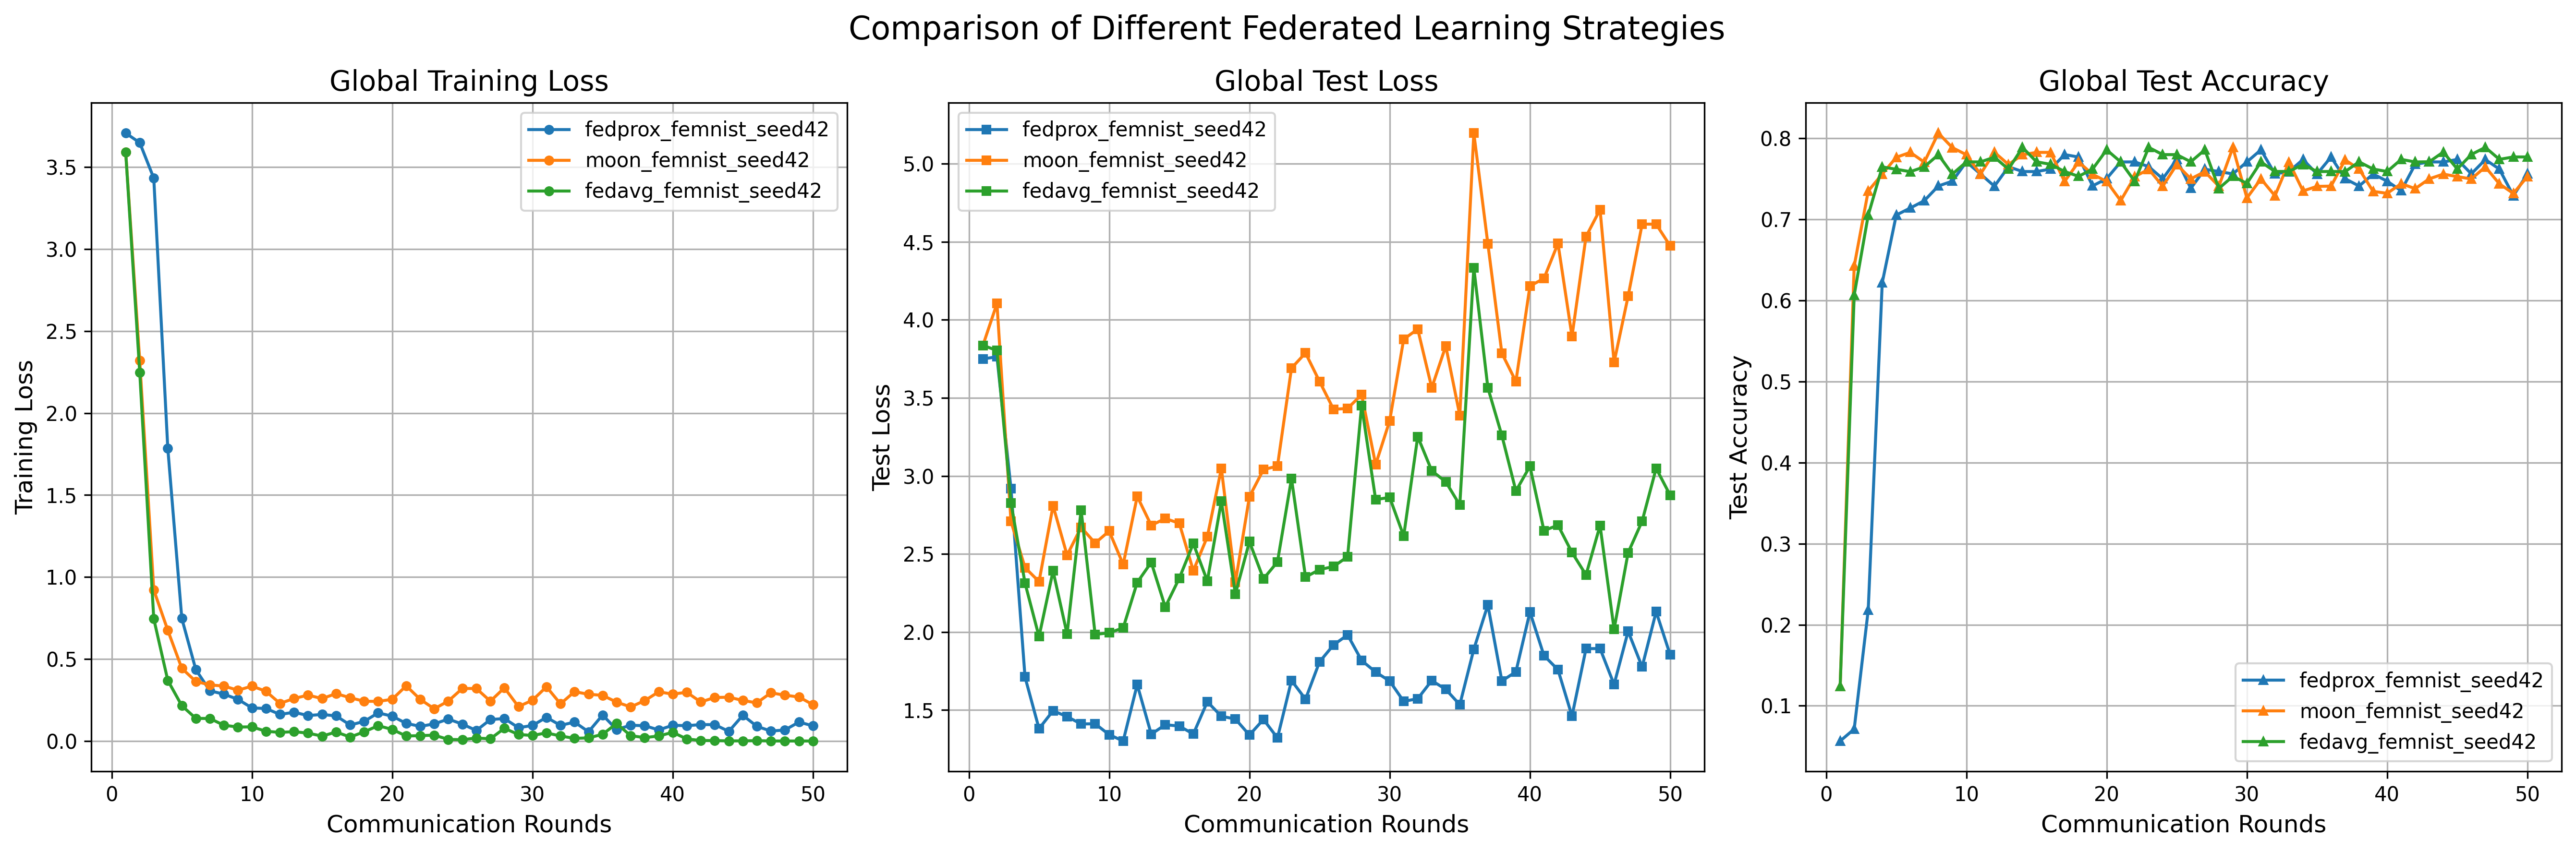 Comparison of Different Federated Learning Strategies
Global Training Loss
fedprox_femnist_seed42
moon_femnist_seed42
fedavg_femnist_seed42
3.5
3.0
2.5
2.0
1.5
1.0
0.5
0.0
Training Loss
0 10 20 30 40 50
Communication Rounds
Global Test Loss
fedprox_femnist_seed42
moon_femnist_seed42
fedavg_femnist_seed42
5.0
4.5
4.0
3.5
3.0
2.5
2.0
1.5
Test Loss
0 10 20 30 40 50
Communication Rounds
Global Test Accuracy
0.8
0.7
0.6
0.5
0.4
0.3
0.2
0.1
Test Accuracy
fedprox_femnist_seed42
moon_femnist_seed42
fedavg_femnist_seed42
0 10 20 30 40 50
Communication Rounds